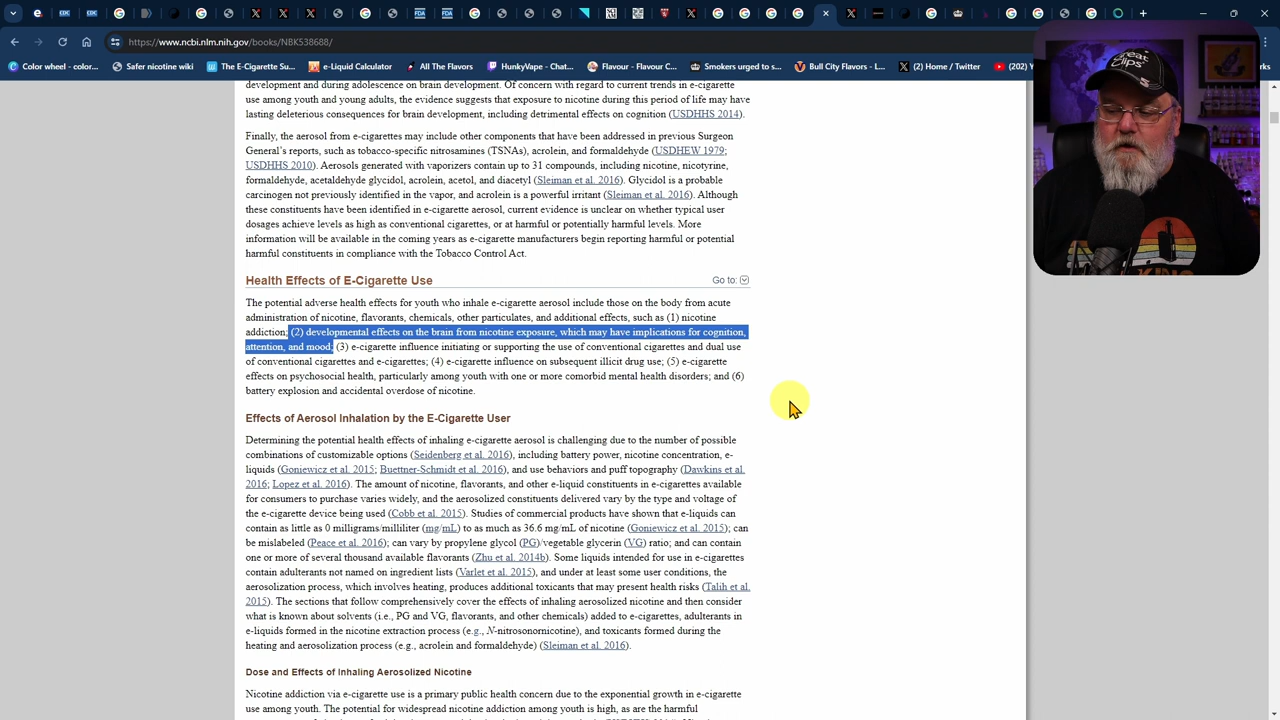 https://www.ncbi.nlm.nih.gov/books/NBK538688/
Color wheel - color...
Safer nicotine wiki
The E-Cigarette Su...
e-Liquid Calculator
All The Flavors
HunkyVape - Chat...
Flavour - Flavour C...
Smokers urged to s...
Bull City Flavors - L...
(2) Home / Twitter
(202) Y
development and during adolescence on brain development. Of concern with regard to current trends in e-cigarette
use among youth and young adults, the evidence suggests that exposure to nicotine during this period of life may have
lasting deleterious consequences for brain development, including detrimental effects on cognition (USDHHS 2014).
Finally, the aerosol from e-cigarettes may include other components that have been addressed in previous Surgeon
General's reports, such as tobacco-specific nitrosamines (TSNAs), acrolein, and formaldehyde (USDHEW 1979;
USDHHS 2010). Aerosols generated with vaporizers contain up to 31 compounds, including nicotine, nicotyrine,
formaldehyde, acetaldehyde glycidol, acrolein, acetol, and diacetyl (Sleiman et al. 2016). Glycidol is a probable
carcinogen not previously identified in the vapor, and acrolein is a powerful irritant (Sleiman et al. 2016). Although
these constituents have been identified in e-cigarette aerosol, current evidence is unclear on whether typical user
dosages achieve levels as high as conventional cigarettes, or at harmful or potentially harmful levels. More
information will be available in the coming years as e-cigarette manufacturers begin reporting harmful or potential
harmful constituents in compliance with the Tobacco Control Act.
Health Effects of E-Cigarette Use
Go to:
The potential adverse health effects for youth who inhale e-cigarette aerosol include those on the body from acute
administration of nicotine, flavorants, chemicals, other particulates, and additional effects, such as (1) nicotine
addiction; (2) developmental effects on the brain from nicotine exposure, which may have implications for cognition,
attention, and mood; (3) e-cigarette influence initiating or supporting the use of conventional cigarettes and dual use
of conventional cigarettes and e-cigarettes; (4) e-cigarette influence on subsequent illicit drug use; (5) e-cigarette
effects on psychosocial health, particularly among youth with one or more comorbid mental health disorders; and (6)
battery explosion and accidental overdose of nicotine.
Effects of Aerosol Inhalation by the E-Cigarette User
Determining the potential health effects of inhaling e-cigarette aerosol is challenging due to the number of possible
combinations of customizable options (Seidenberg et al. 2016), including battery power, nicotine concentration, e-
liquids (Goniewicz et al. 2015; Buettner-Schmidt et al. 2016), and use behaviors and puff topography (Dawkins et al.
2016; Lopez et al. 2016). The amount of nicotine, flavorants, and other e-liquid constituents in e-cigarettes available
for consumers to purchase varies widely, and the aerosolized constituents delivered vary by the type and voltage of
the e-cigarette device being used (Cobb et al. 2015). Studies of commercial products have shown that e-liquids can
contain as little as 0 milligrams/milliliter (mg/mL) to as much as 36.6 mg/mL of nicotine (Goniewicz et al. 2015); can
be mislabeled (Peace et al. 2016); can vary by propylene glycol (PG)/vegetable glycerin (VG) ratio; and can contain
one or more of several thousand available flavorants (Zhu et al. 2014b). Some liquids intended for use in e-cigarettes
contain adulterants not named on ingredient lists (Varlet et al. 2015), and under at least some user conditions, the
aerosolization process, which involves heating, produces additional toxicants that may present health risks (Talih et al.
2015). The sections that follow comprehensively cover the effects of inhaling aerosolized nicotine and then consider
what is known about solvents (i.e., PG and VG, flavorants, and other chemicals) added to e-cigarettes, adulterants in
e-liquids formed in the nicotine extraction process (e.g., N-nitrosonornicotine), and toxicants formed during the
heating and aerosolization process (e.g., acrolein and formaldehyde) (Sleiman et al. 2016).
Dose and Effects of Inhaling Aerosolized Nicotine
Nicotine addiction via e-cigarette use is a primary public health concern due to the exponential growth in e-cigarette
use among youth. The potential for widespread nicotine addiction among youth is high, as are the harmful